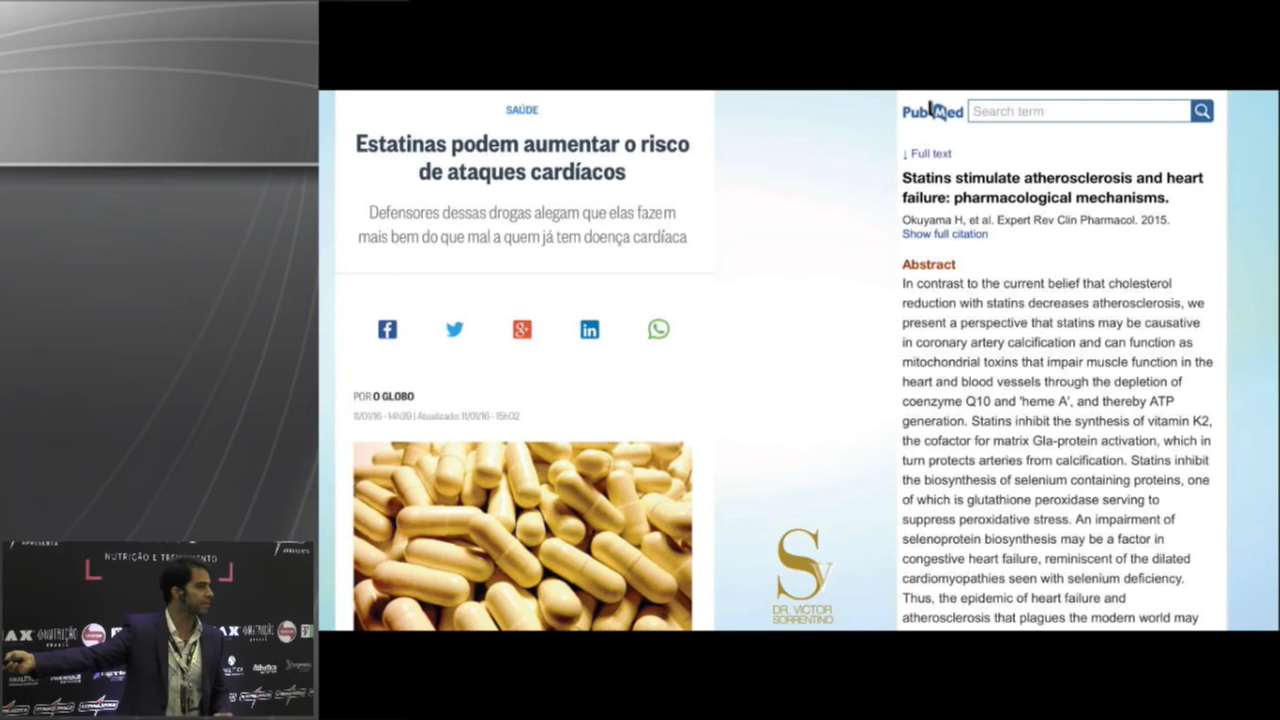 SAÚDE
Estatinas podem aumentar o risco
de ataques cardíacos
Defensores dessas drogas alegam que elas fazem
mais bem do que mal a quem já tem doença cardíaca
POR O GLOBO
11/01/16 - 14h39 | Atualizado: 11/01/16 - 15h02
Sy
DR. VICTOR
SORRENTINO
PubMed Search term
↓ Full text
Statins stimulate atherosclerosis and heart
failure: pharmacological mechanisms.
Okuyama H, et al. Expert Rev Clin Pharmacol. 2015.
Show full citation
Abstract
In contrast to the current belief that cholesterol
reduction with statins decreases atherosclerosis, we
present a perspective that statins may be causative
in coronary artery calcification and can function as
mitochondrial toxins that impair muscle function in the
heart and blood vessels through the depletion of
coenzyme Q10 and 'heme A', and thereby ATP
generation. Statins inhibit the synthesis of vitamin K2,
the cofactor for matrix Gla-protein activation, which in
turn protects arteries from calcification. Statins inhibit
the biosynthesis of selenium containing proteins, one
of which is glutathione peroxidase serving to
suppress peroxidative stress. An impairment of
selenoprotein biosynthesis may be a factor in
congestive heart failure, reminiscent of the dilated
cardiomyopathies seen with selenium deficiency.
Thus, the epidemic of heart failure and
atherosclerosis that plagues the modern world may
NUTRIÇÃO E TREINAMENTO